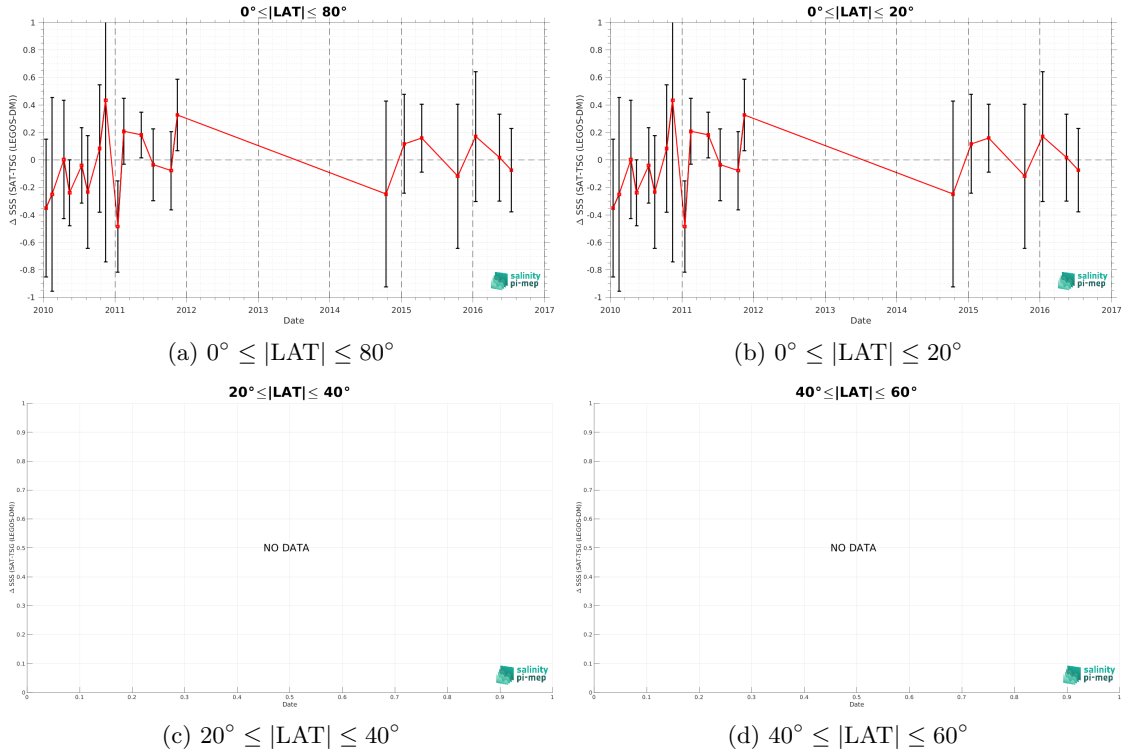 0°≤|LAT|≤ 80°
1
0.8
0.6
0.4
0.2
0
-0.2
-0.4
-0.6
-0.8
-1
Δ SSS (SAT-TSG (LEGOS-DM))
2010 2011 2012 2013 2014 2015 2016 2017
Date
salinity
pi-mep
(a) 0° ≤ |LAT| ≤ 80°
0°≤|LAT|≤ 20°
1
0.8
0.6
0.4
0.2
0
-0.2
-0.4
-0.6
-0.8
-1
Δ SSS (SAT-TSG (LEGOS-DM))
2010 2011 2012 2013 2014 2015 2016 2017
Date
salinity
pi-mep
(b) 0° ≤ |LAT| ≤ 20°
20°≤|LAT|≤ 40°
1
0.9
0.8
0.7
0.6
0.5
0.4
0.3
0.2
0.1
0
Δ SSS (SAT-TSG (LEGOS-DM))
NO DATA
0 0.1 0.2 0.3 0.4 0.5 0.6 0.7 0.8 0.9 1
Date
salinity
pi-mep
(c) 20° ≤ |LAT| ≤ 40°
40°≤|LAT|≤ 60°
1
0.9
0.8
0.7
0.6
0.5
0.4
0.3
0.2
0.1
0
Δ SSS (SAT-TSG (LEGOS-DM))
NO DATA
0 0.1 0.2 0.3 0.4 0.5 0.6 0.7 0.8 0.9 1
Date
salinity
pi-mep
(d) 40° ≤ |LAT| ≤ 60°